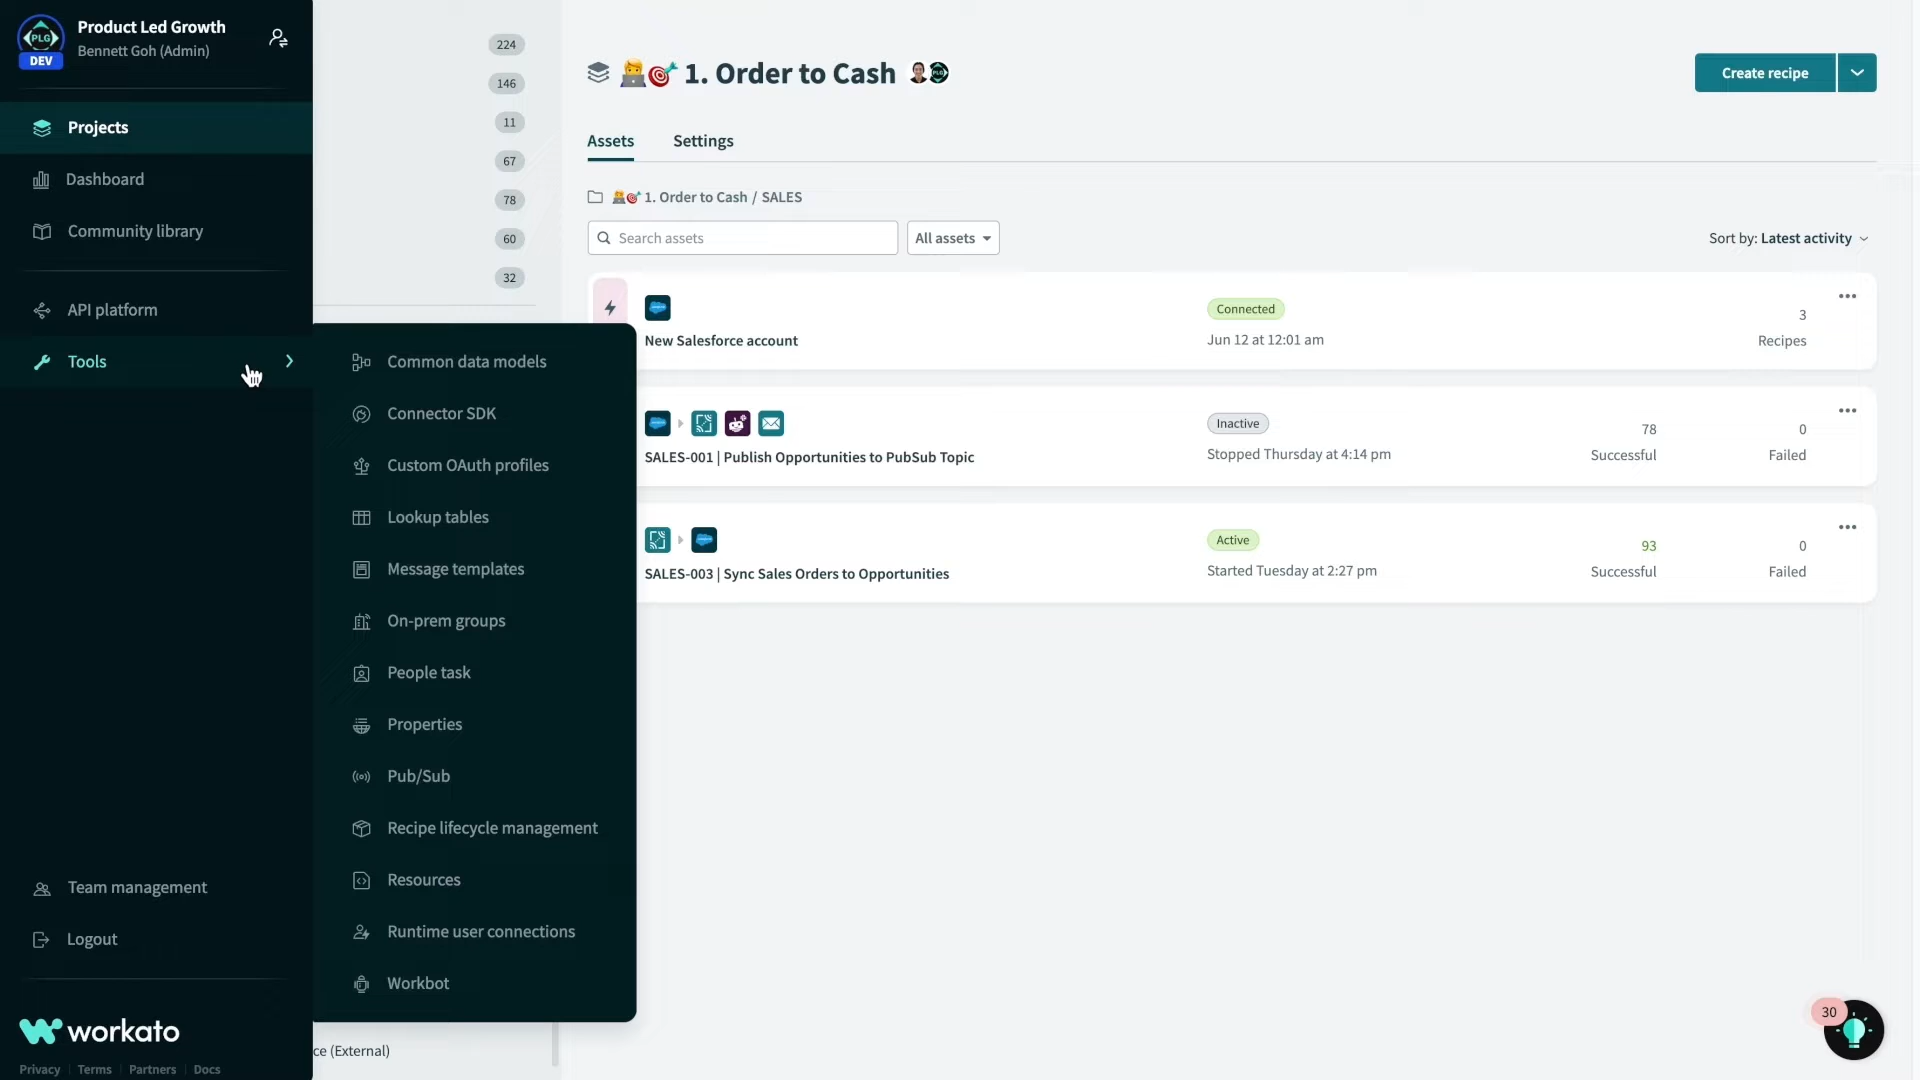 PLG
DEV
Product Led Growth
Bennett Goh (Admin)
Projects
Dashboard
Community library
API platform
Tools
Team management
Logout
workato
Privacy | Terms | Partners | Docs
224
146
11
67
78
60
32
Common data models
Connector SDK
Custom OAuth profiles
Lookup tables
Message templates
On-prem groups
People task
Properties
Pub/Sub
Recipe lifecycle management
Resources
Runtime user connections
Workbot
ce (External)
1. Order to Cash
PLG
Create recipe
Assets Settings
1. Order to Cash / SALES
Search assets
All assets
Sort by: Latest activity
New Salesforce account
Connected
Jun 12 at 12:01 am
3
Recipes
SALES-001 | Publish Opportunities to PubSub Topic
Inactive
Stopped Thursday at 4:14 pm
78
Successful
0
Failed
SALES-003 | Sync Sales Orders to Opportunities
Active
Started Tuesday at 2:27 pm
93
Successful
0
Failed
30